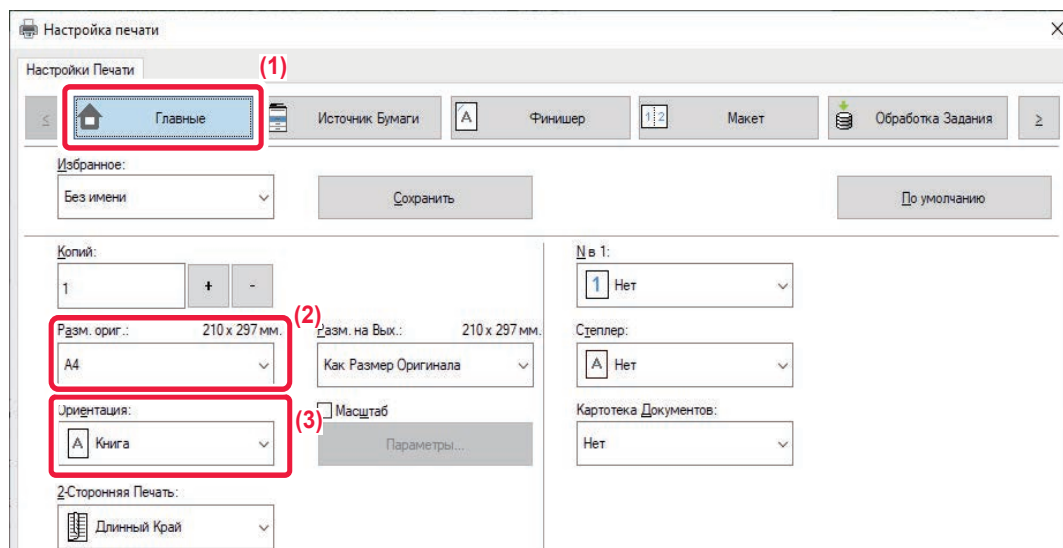 Настройка печати
Настройки Печати
(1)
Главные
Источник Бумаги
Финишер
Макет
Обработка Задания
Избранное:
Без имени
Сохранить
По умолчанию
Копий:
1
+
-
N в 1:
1 Нет
(2)
Разм. ориг.: 210 x 297 мм.
A4
Разм. на Вых.: 210 x 297 мм.
Как Размер Оригинала
Степлер:
A Нет
(3)
Ориентация:
A Книга
Масштаб
Параметры...
Картотека Документов:
Нет
2-Сторонняя Печать:
Длинный Край